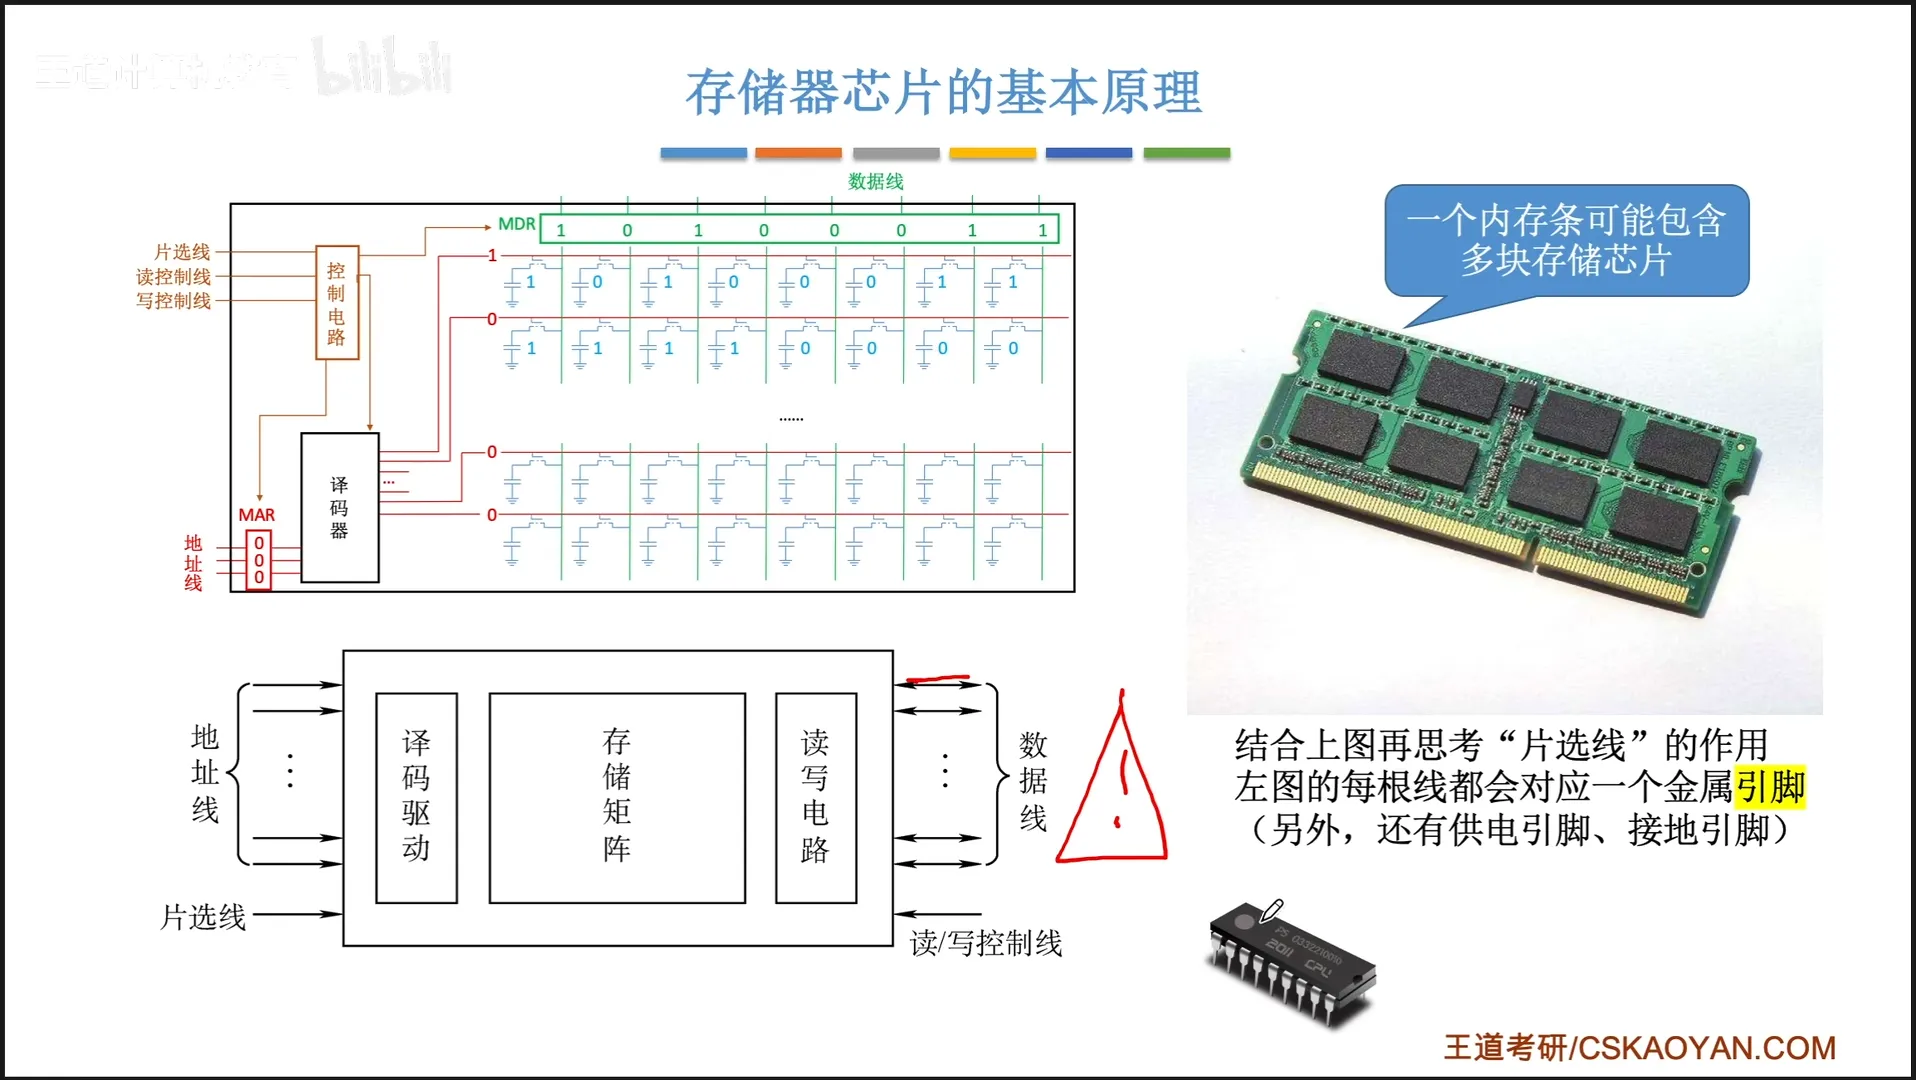 王道计算机教育 bilibili
存储器芯片的基本原理
数据线
MDR 1 0 1 0 0 0 1 1
片选线
读控制线
写控制线
控制电路
1
1 0 1 0 0 0 1 1
0
1 1 1 1 0 0 0 0
......
0
0
...
译码器
MAR
地址线
0
0
0
一个内存条可能包含
多块存储芯片
地址线
译码驱动
存储矩阵
读写电路
数据线
片选线
读/写控制线
!
结合上图再思考“片选线”的作用
左图的每根线都会对应一个金属引脚
（另外，还有供电引脚、接地引脚）
PS 0332210016
2011 CPU
王道考研/CSKAOYAN.COM